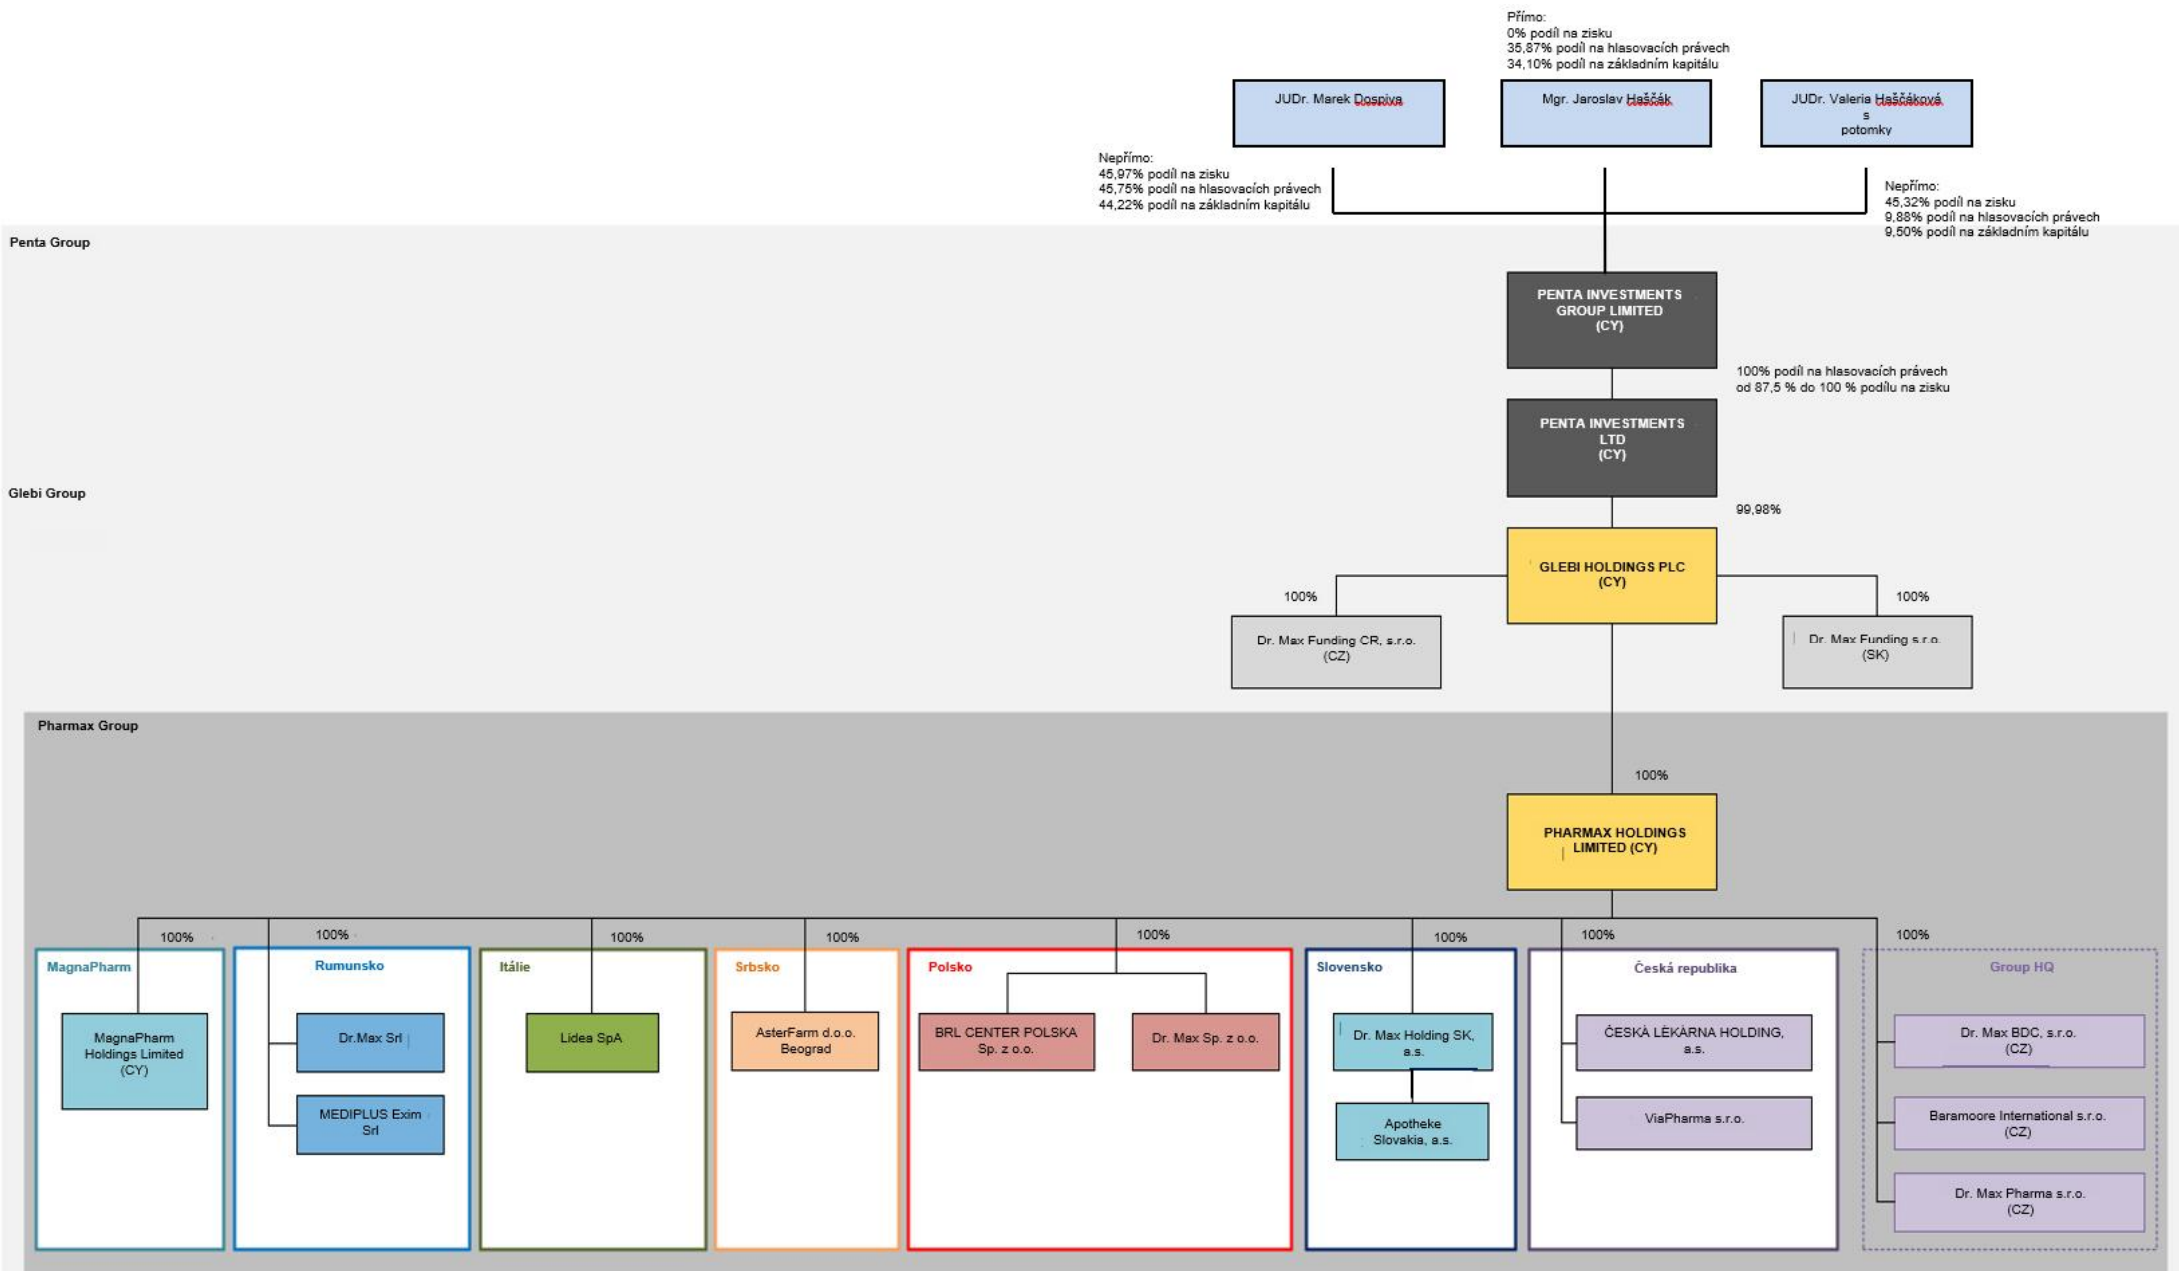 Přímo:
0% podíl na zisku
35,87% podíl na hlasovacích právech
34,10% podíl na základním kapitálu
JUDr. Marek Dospiva
Mgr. Jaroslav Haščák
JUDr. Valeria Haščáková
s
potomky
Nepřímo:
45,97% podíl na zisku
45,75% podíl na hlasovacích právech
44,22% podíl na základním kapitálu
Nepřímo:
45,32% podíl na zisku
9,88% podíl na hlasovacích právech
9,50% podíl na základním kapitálu
Penta Group
PENTA INVESTMENTS
GROUP LIMITED
(CY)
100% podíl na hlasovacích právech
od 87,5 % do 100 % podílu na zisku
PENTA INVESTMENTS
LTD
(CY)
Glebi Group
99,98%
GLEBI HOLDINGS PLC
(CY)
100%
100%
Dr. Max Funding CR, s.r.o.
(CZ)
Dr. Max Funding s.r.o.
(SK)
Pharmax Group
100%
PHARMAX HOLDINGS
LIMITED (CY)
100%
100%
100%
100%
100%
100%
100%
100%
MagnaPharm
MagnaPharm
Holdings Limited
(CY)
Rumunsko
Dr.Max Srl
MEDIPLUS Exim
Srl
Itálie
Lidea SpA
Srbsko
AsterFarm d.o.o.
Beograd
Polsko
BRL CENTER POLSKA
Sp. z o.o.
Dr. Max Sp. z o.o.
Slovensko
Dr. Max Holding SK,
a.s.
Apotheke
Slovakia, a.s.
Česká republika
ČESKÁ LÉKÁRNA HOLDING,
a.s.
ViaPharma s.r.o.
Group HQ
Dr. Max BDC, s.r.o.
(CZ)
Baramoore International s.r.o.
(CZ)
Dr. Max Pharma s.r.o.
(CZ)